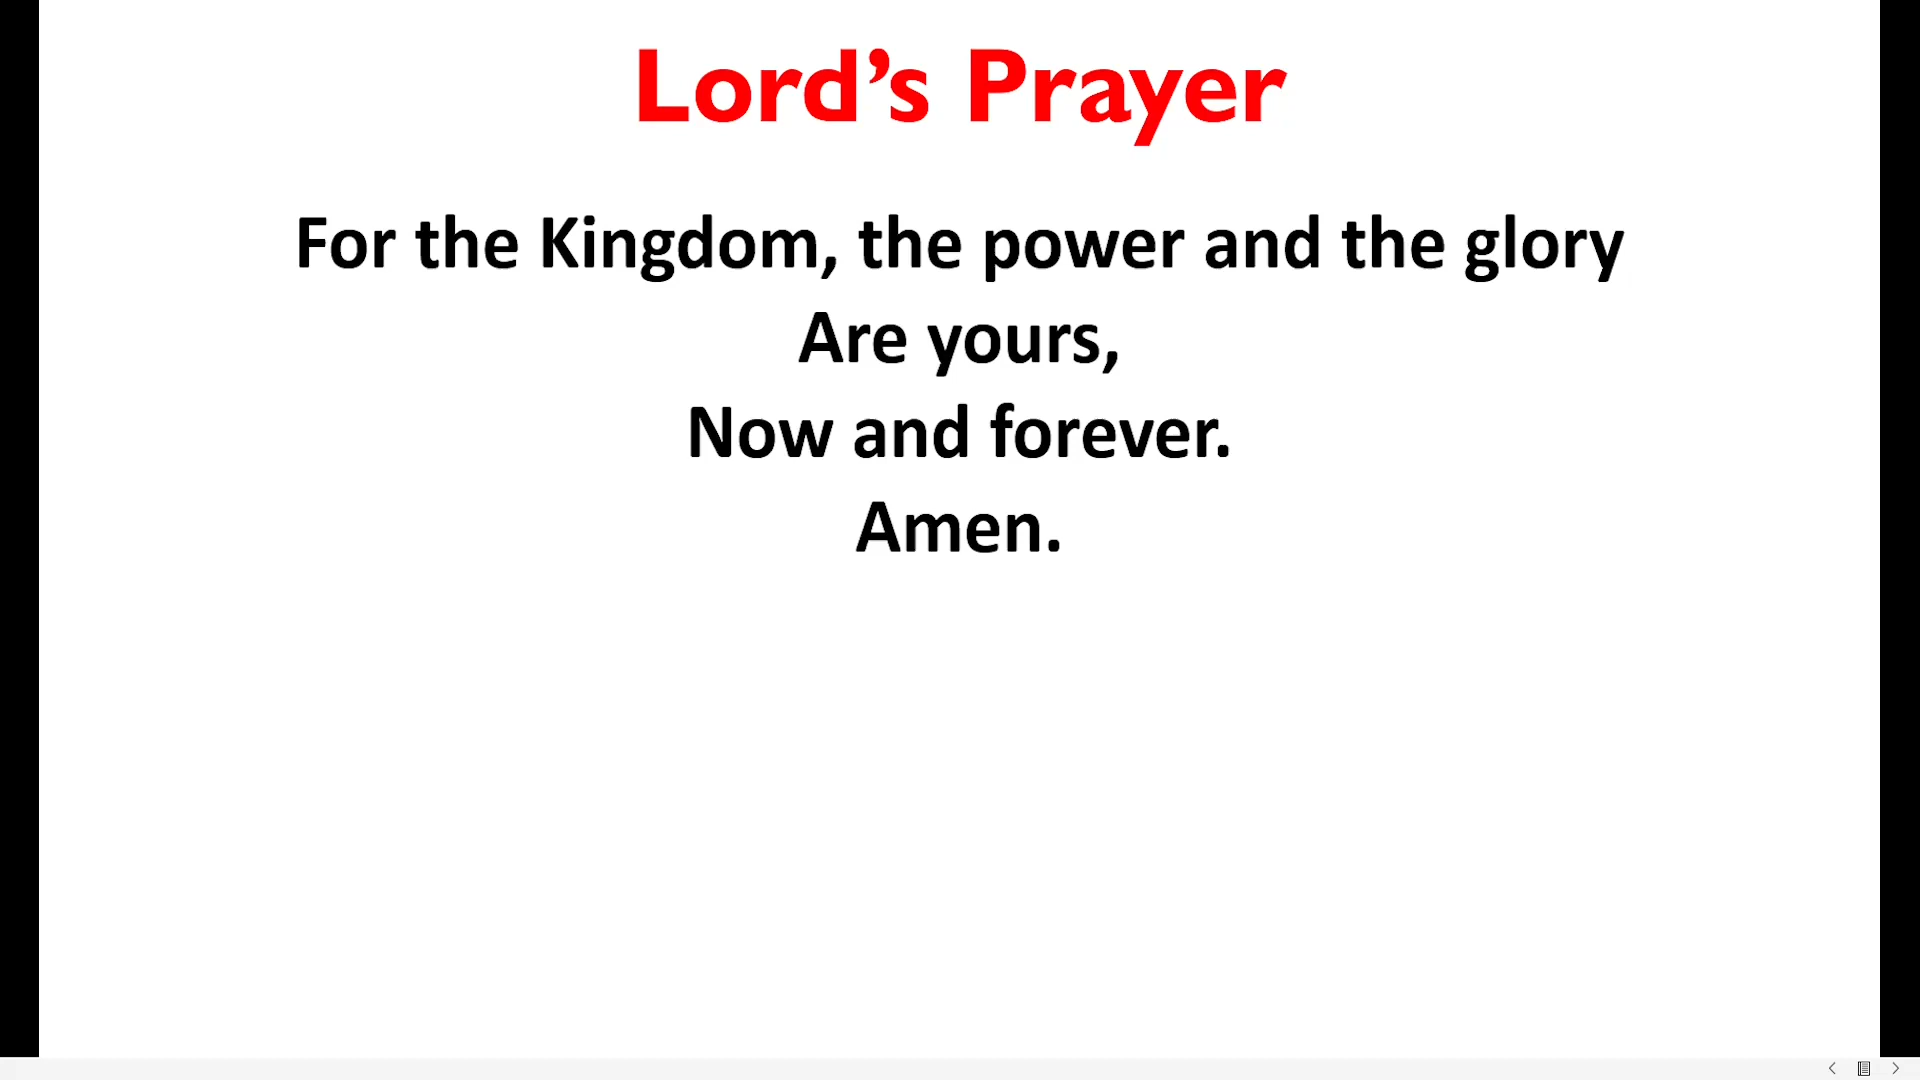 Lord’s Prayer
For the Kingdom, the power and the glory
Are yours,
Now and forever.
Amen.